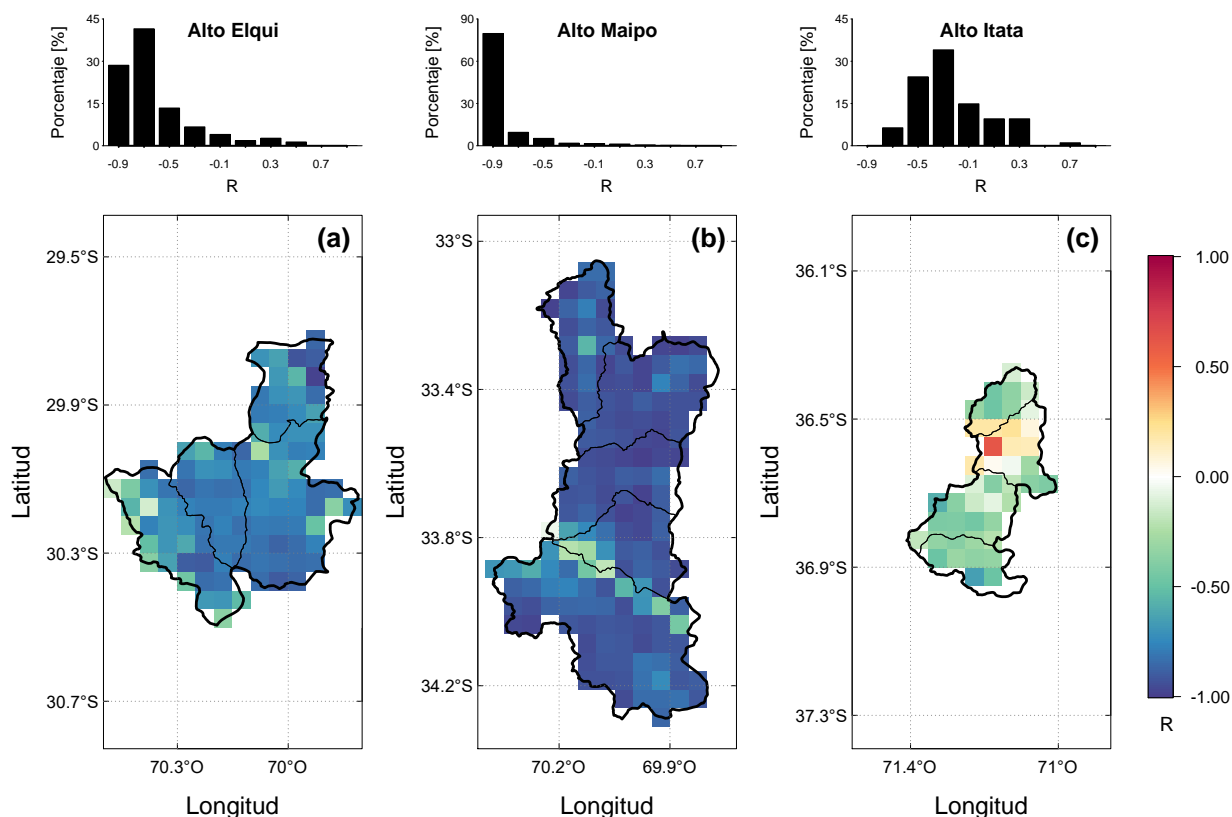 Alto Elqui
Porcentaje [%]
45
30
15
0
-0.9
-0.5
-0.1
0.3
0.7
R
Alto Maipo
Porcentaje [%]
90
60
30
0
-0.9
-0.5
-0.1
0.3
0.7
R
Alto Itata
Porcentaje [%]
45
30
15
0
-0.9
-0.5
-0.1
0.3
0.7
R
(a)
Latitud
29.5°S
29.9°S
30.3°S
30.7°S
70.3°O
70°O
Longitud
(b)
Latitud
33°S
33.4°S
33.8°S
34.2°S
70.2°O
69.9°O
Longitud
(c)
Latitud
36.1°S
36.5°S
36.9°S
37.3°S
71.4°O
71°O
Longitud
1.00
0.50
0.00
-0.50
-1.00
R